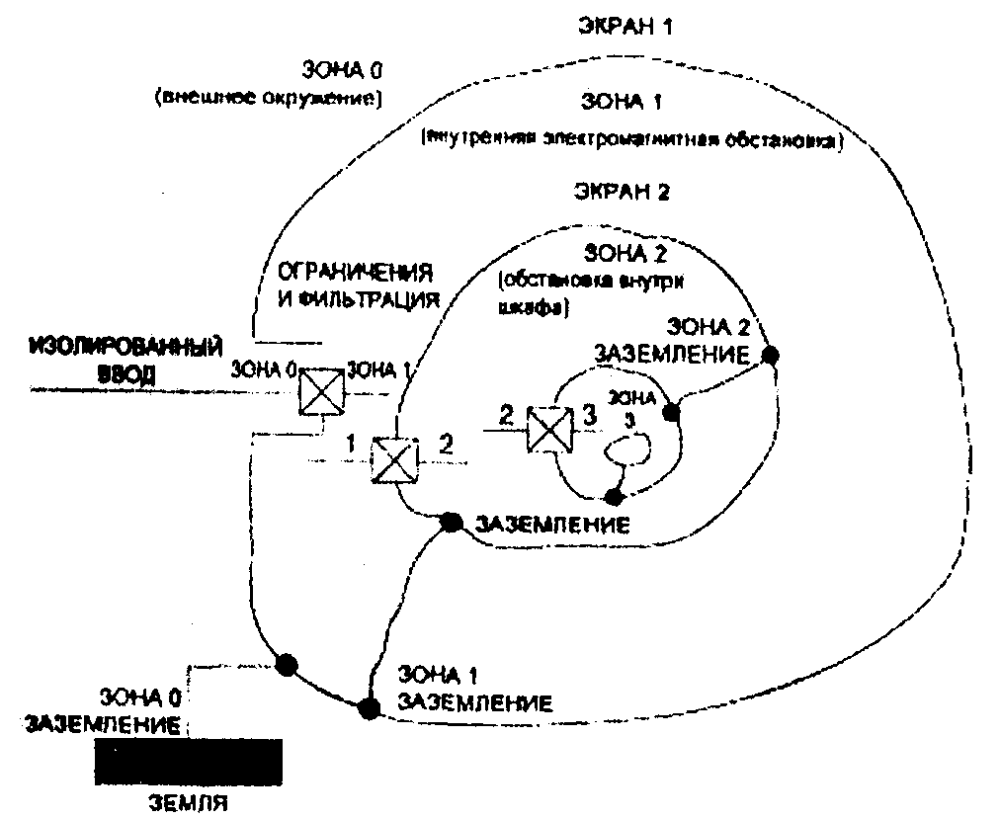 ЭКРАН 1
ЗОНА 0
(внешнее окружение)
ЗОНА 1
(внутренняя электромагнитная обстановка)
ЭКРАН 2
ЗОНА 2
(обстановка внутри
шкафа)
ОГРАНИЧЕНИЯ
И ФИЛЬТРАЦИЯ
ЗОНА 2
ЗАЗЕМЛЕНИЕ
ИЗОЛИРОВАННЫЙ
ВВОД
ЗОНА 0
ЗОНА 1
ЗОНА
3
2
3
1
2
ЗАЗЕМЛЕНИЕ
ЗОНА 1
ЗАЗЕМЛЕНИЕ
ЗОНА 0
ЗАЗЕМЛЕНИЕ
ЗЕМЛЯ